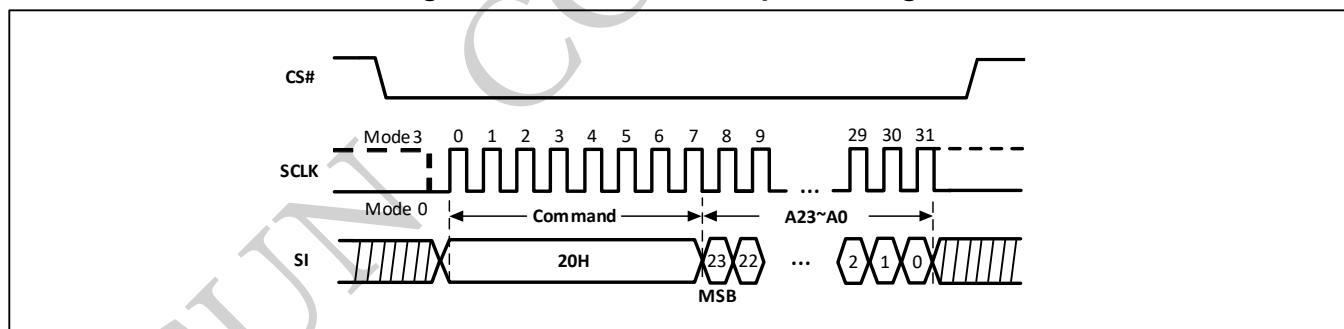 CS#
Mode 3 0 1 2 3 4 5 6 7 8 9 29 30 31
SCLK
...
Mode 0
Command A23~A0
SI 20H 23 22 ... 2 1 0
MSB